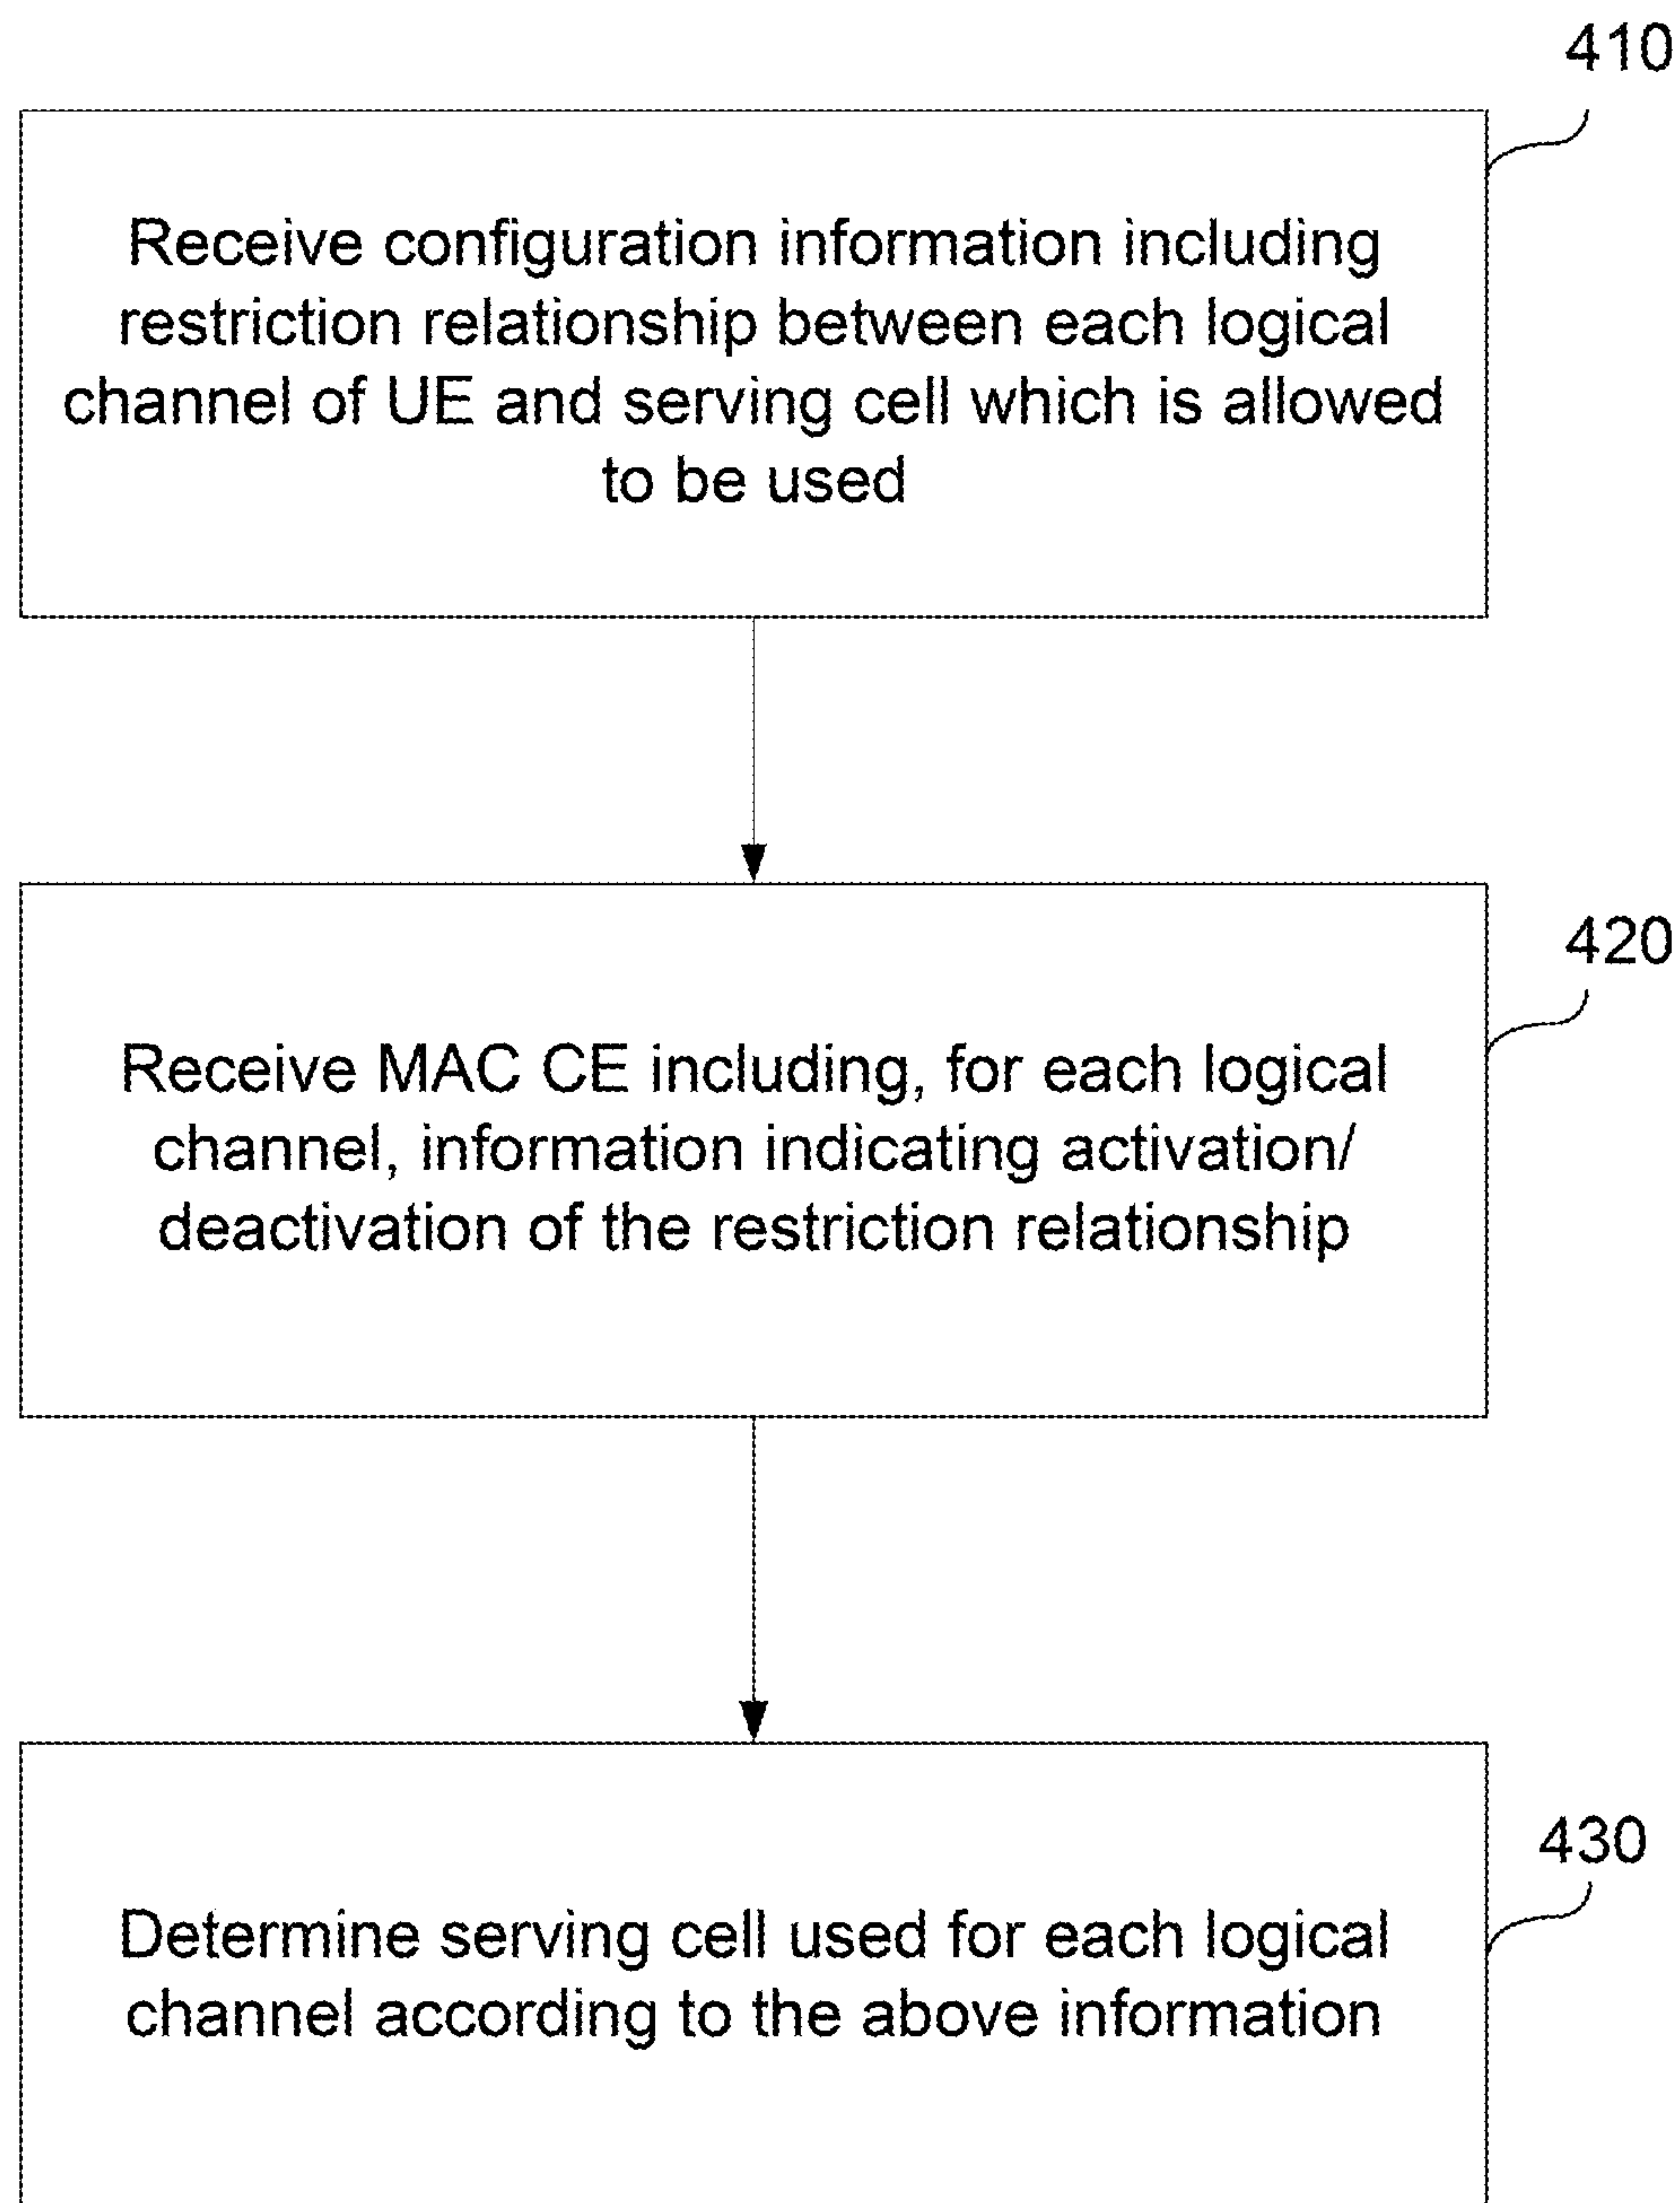 410
Receive configuration information including
restriction relationship between each logical
channel of UE and serving cell which is allowed
to be used
420
Receive MAC CE including, for each logical
channel, information indicating activation/
deactivation of the restriction relationship
430
Determine serving cell used for each logical
channel according to the above information